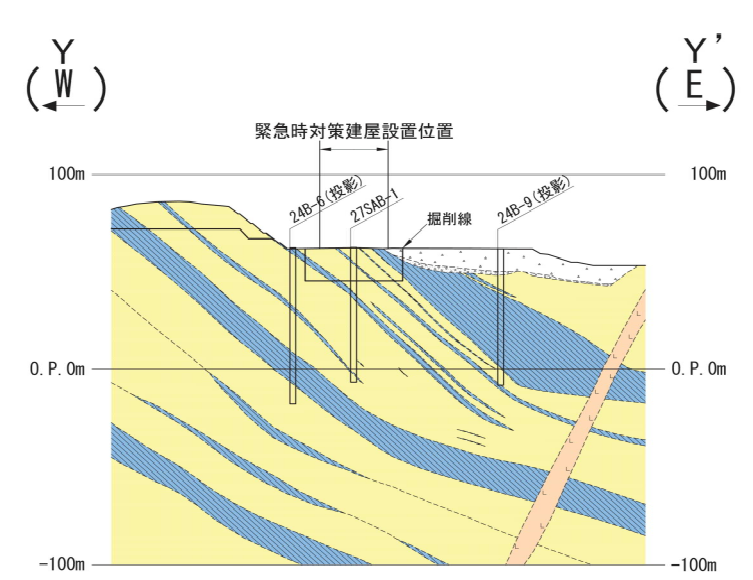 Y
(W)
Y'
(E)
緊急時対策建屋設置位置
100m
100m
24B-6(投影)
27SAB-1
24B-9(投影)
掘削線
O.P.0m
O.P.0m
-100m
-100m